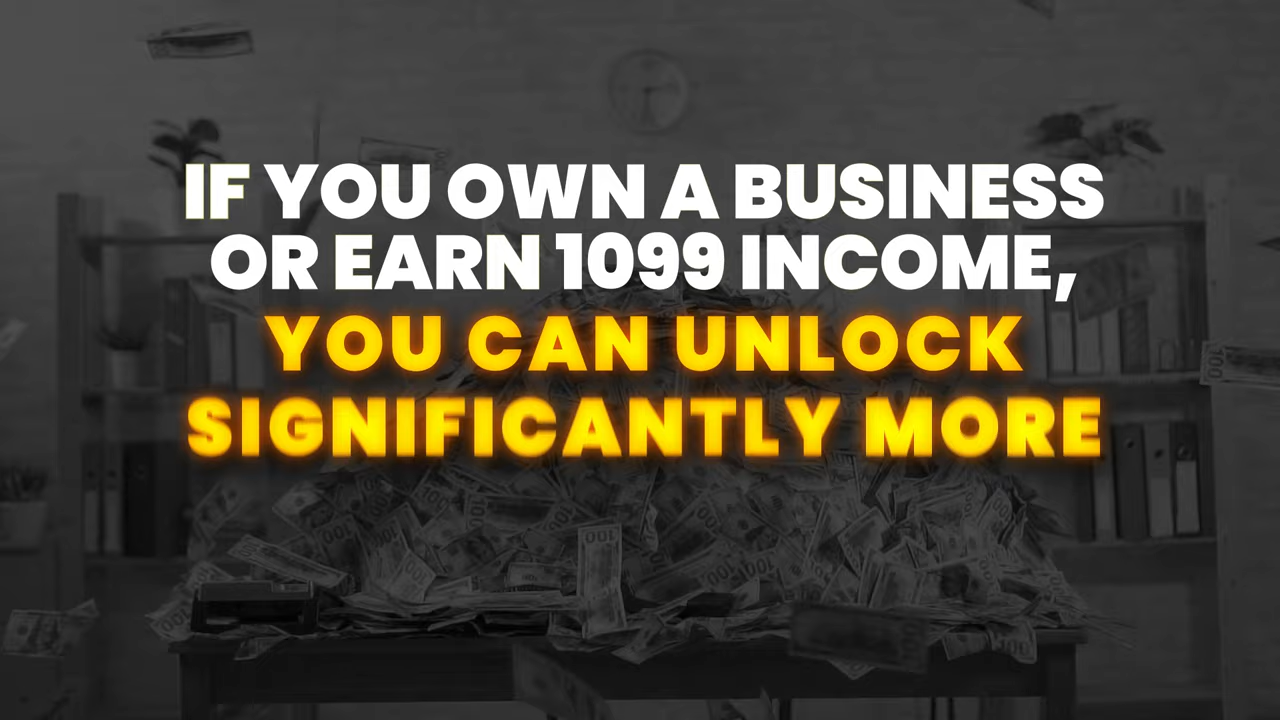 IF YOU OWN A BUSINESS
OR EARN 1099 INCOME,
YOU CAN UNLOCK
SIGNIFICANTLY MORE